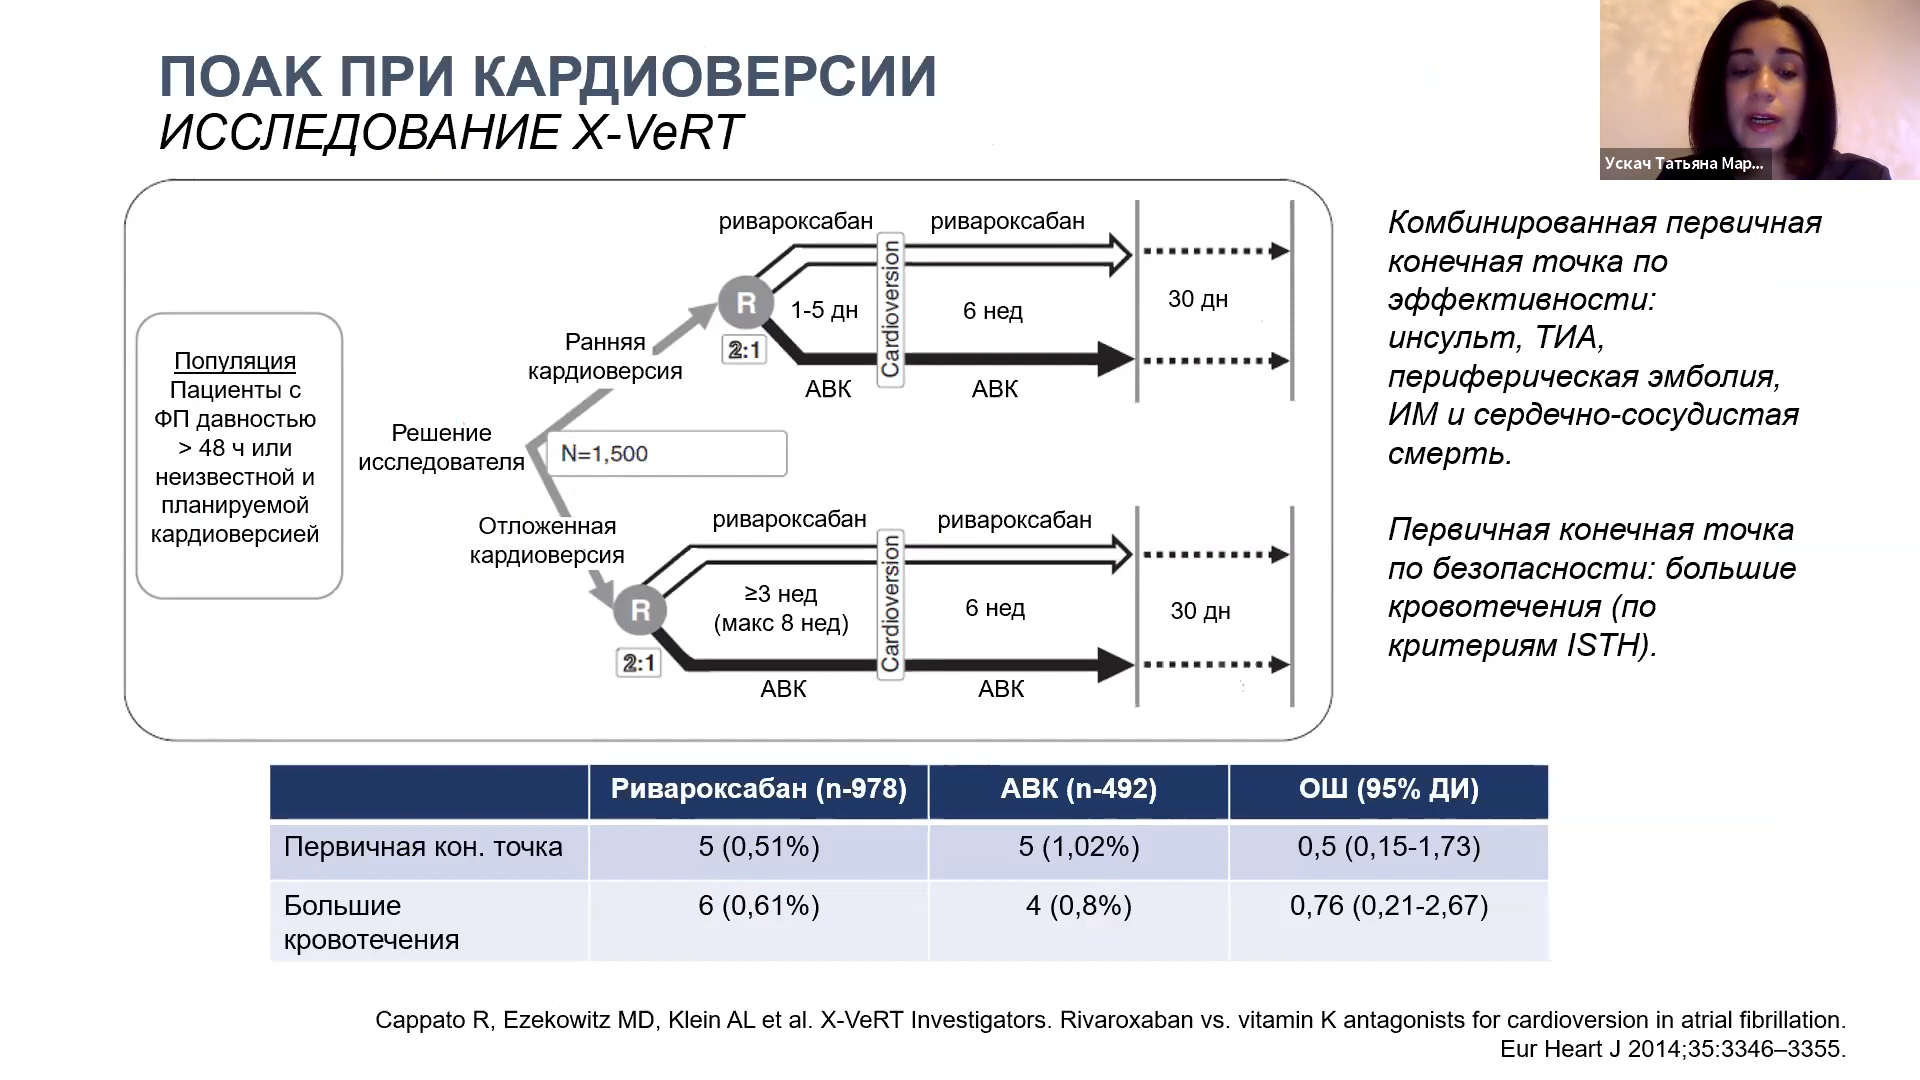 ПОАК ПРИ КАРДИОВЕРСИИ
ИССЛЕДОВАНИЕ X-VeRT
Ускач Татьяна Мар...
Популяция
Пациенты с
ФП давностью
> 48 ч или
неизвестной и
планируемой
кардиоверсией
Решение
исследователя
N=1,500
Ранняя
кардиоверсия
R
2:1
ривароксабан
ривароксабан
1-5 дн
Cardioversion
6 нед
30 дн
АВК
АВК
Отложенная
кардиоверсия
R
2:1
ривароксабан
ривароксабан
≥3 нед
(макс 8 нед)
Cardioversion
6 нед
30 дн
АВК
АВК
Комбинированная первичная
конечная точка по
эффективности:
инсульт, ТИА,
периферическая эмболия,
ИМ и сердечно-сосудистая
смерть.
Первичная конечная точка
по безопасности: большие
кровотечения (по
критериям ISTH).
Ривароксабан (n-978) АВК (n-492) ОШ (95% ДИ)
Первичная кон. точка 5 (0,51%) 5 (1,02%) 0,5 (0,15-1,73)
Большие 6 (0,61%) 4 (0,8%) 0,76 (0,21-2,67)
кровотечения
Cappato R, Ezekowitz MD, Klein AL et al. X-VeRT Investigators. Rivaroxaban vs. vitamin K antagonists for cardioversion in atrial fibrillation.
Eur Heart J 2014;35:3346–3355.